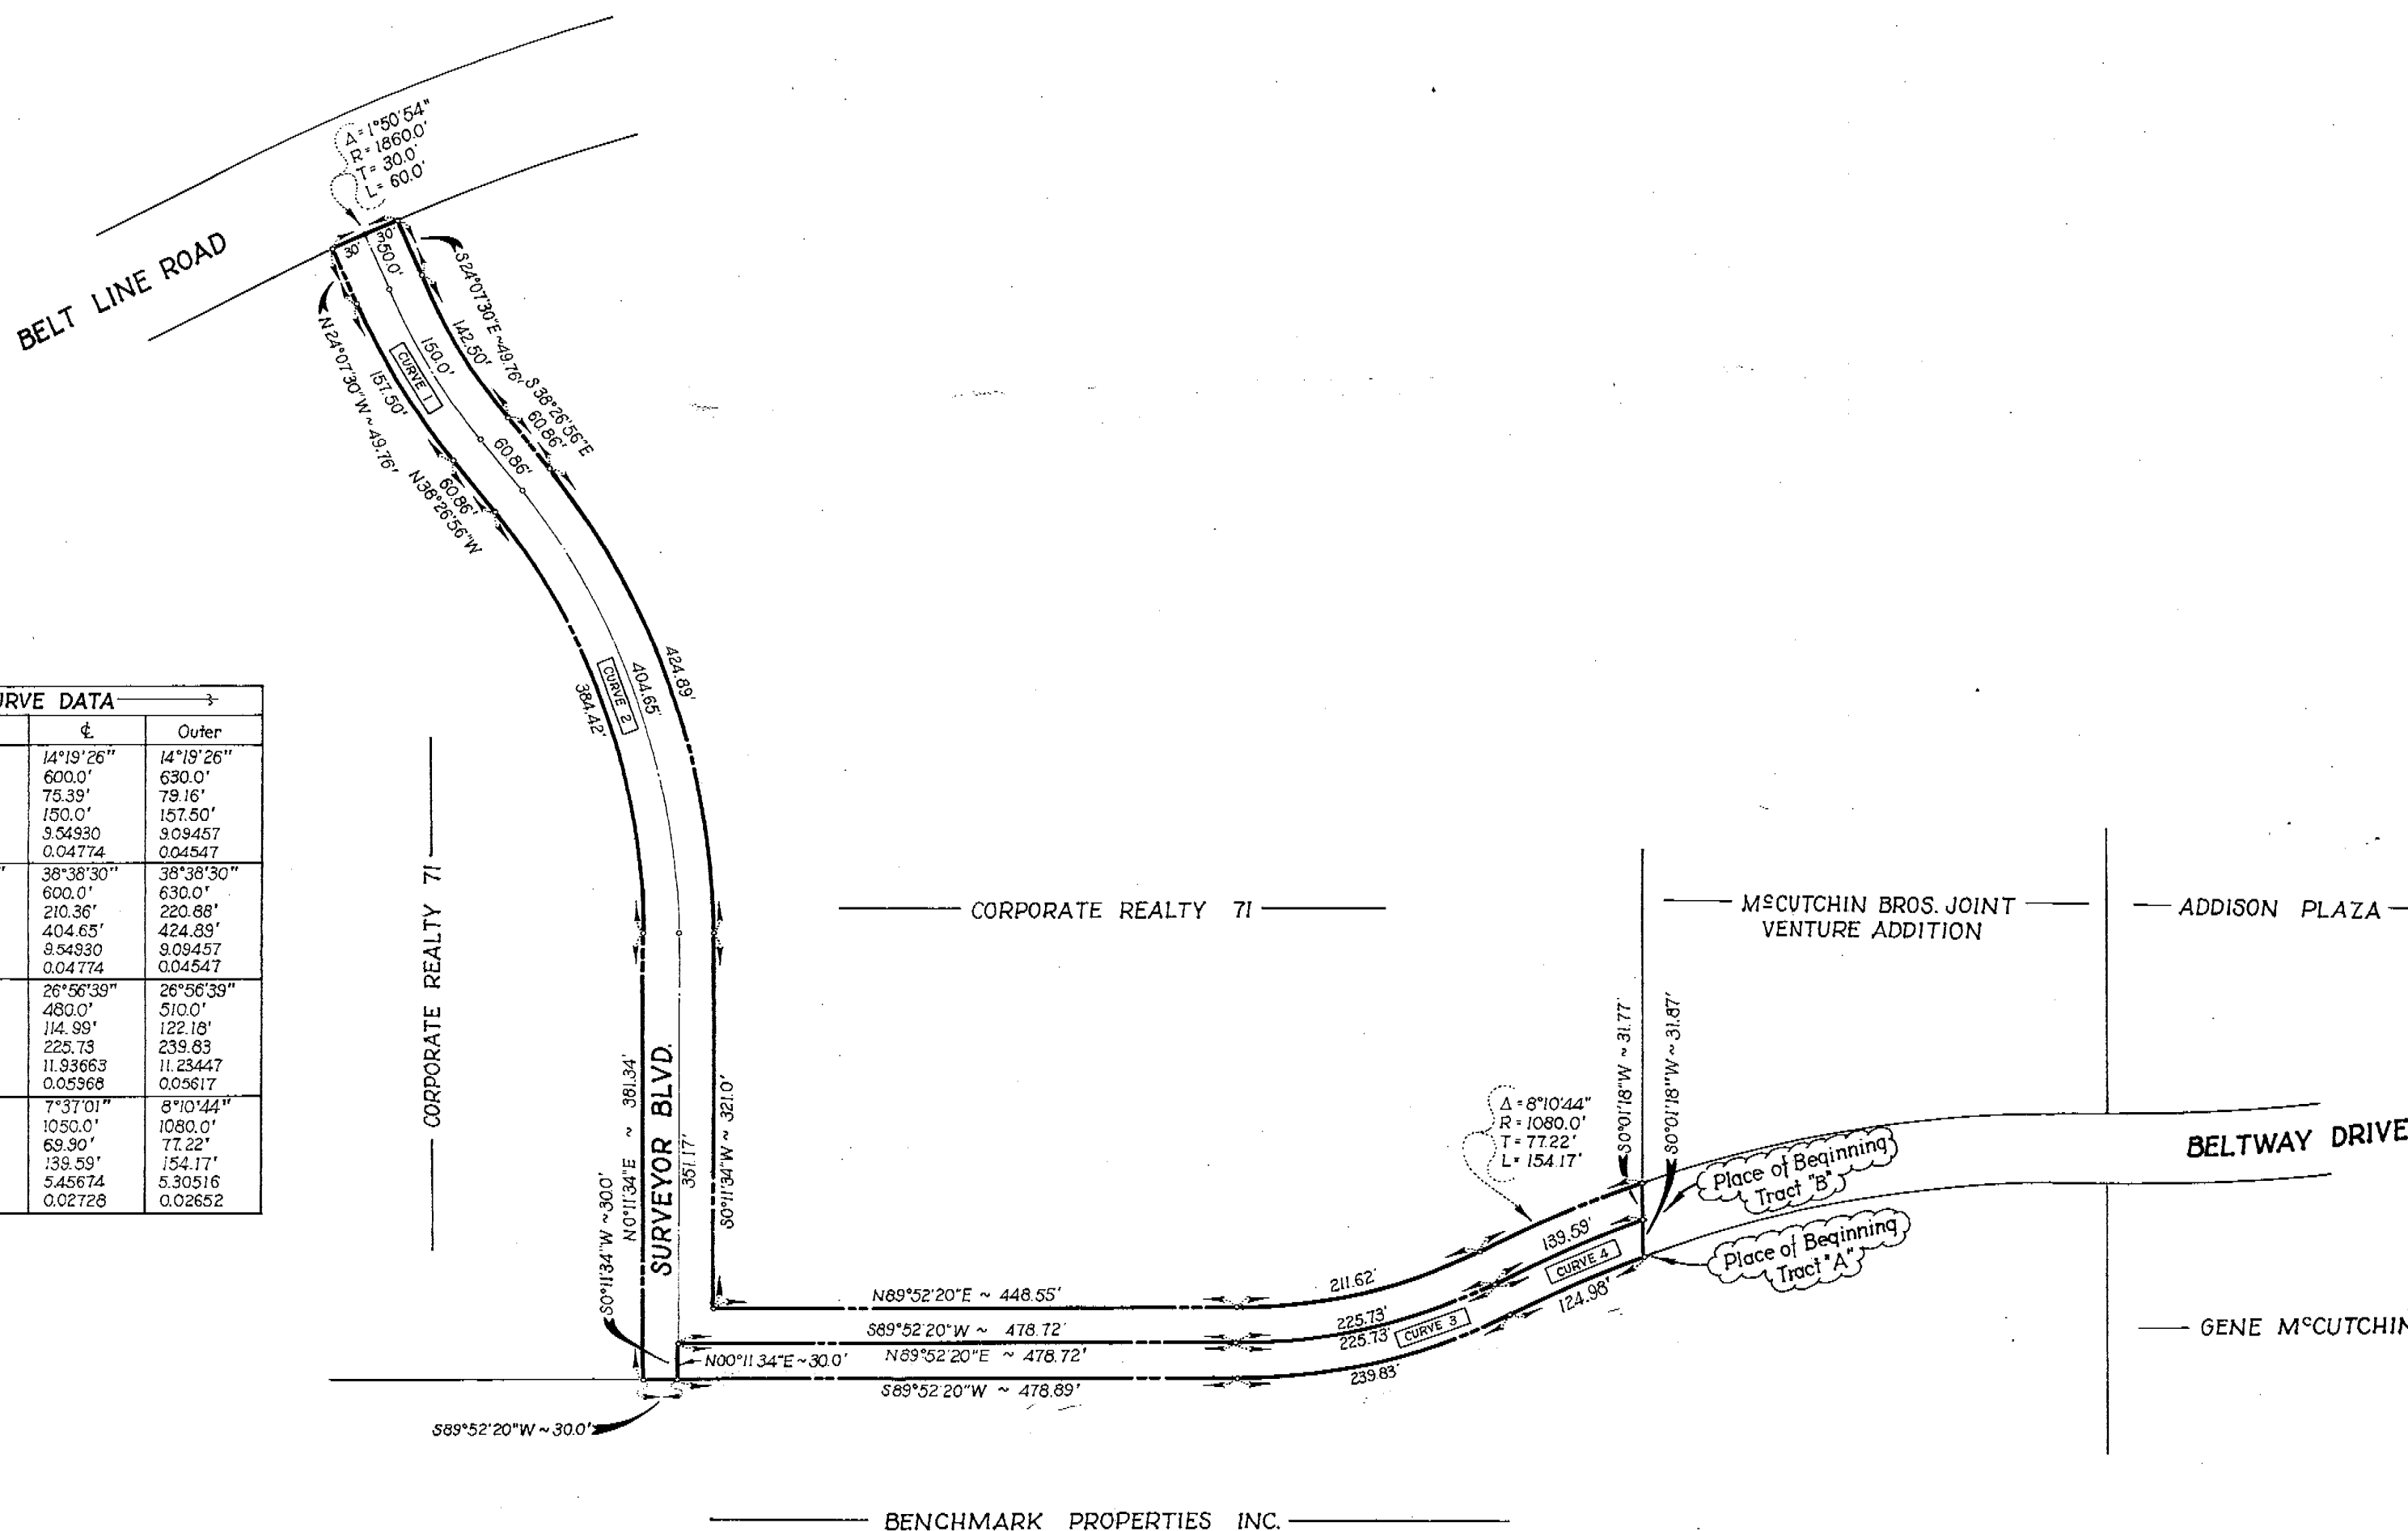 Δ = 1°50'54"
R = 1860.0'
T = 30.0'
L = 60.0'
BELT LINE ROAD
30'
30'
50.0'
S24°07'30"E ~ 49.76'
N24°07'30"W ~ 49.76'
142.50'
150.0'
CURVE 1
157.50'
S38°26'56"E
60.86'
60.86'
60.86'
N38°26'56"W
424.89'
404.65'
CURVE 2
384.42'
URVE DATA
℄ Outer
14°19'26" 14°19'26"
600.0' 630.0'
75.39' 79.16'
150.0' 157.50'
9.54930 9.09457
0.04774 0.04547
" 38°38'30" 38°38'30"
600.0' 630.0'
210.36' 220.88'
404.65' 424.89'
9.54930 9.09457
0.04774 0.04547
26°56'39" 26°56'39"
480.0' 510.0'
114.99' 122.18'
225.73 239.83
11.93663 11.23447
0.05968 0.05617
7°37'01" 8°10'44"
1050.0' 1080.0'
69.90' 77.22'
139.59' 154.17'
5.45674 5.30516
0.02728 0.02652
CORPORATE REALTY 71
CORPORATE REALTY 71
McCUTCHIN BROS. JOINT
VENTURE ADDITION
ADDISON PLAZA
N0°11'34"E ~ 381.34'
SURVEYOR BLVD.
351.17'
S0°11'34"W ~ 321.0'
S0°11'34"W ~ 30.0'
S0°01'18"W ~ 31.77'
S0°01'18"W ~ 31.87'
Δ = 8°10'44"
R = 1080.0'
T = 77.22'
L = 154.17'
BELTWAY DRIVE
Place of Beginning
Tract "B"
Place of Beginning
Tract "A"
139.59'
CURVE 4
124.98'
211.62'
225.73'
225.73'
CURVE 3
239.83'
N89°52'20"E ~ 448.55'
S89°52'20"W ~ 478.72'
N89°52'20"E ~ 478.72'
N00°11'34"E ~ 30.0'
S89°52'20"W ~ 478.89'
S89°52'20"W ~ 30.0'
GENE McCUTCHIN
BENCHMARK PROPERTIES INC.